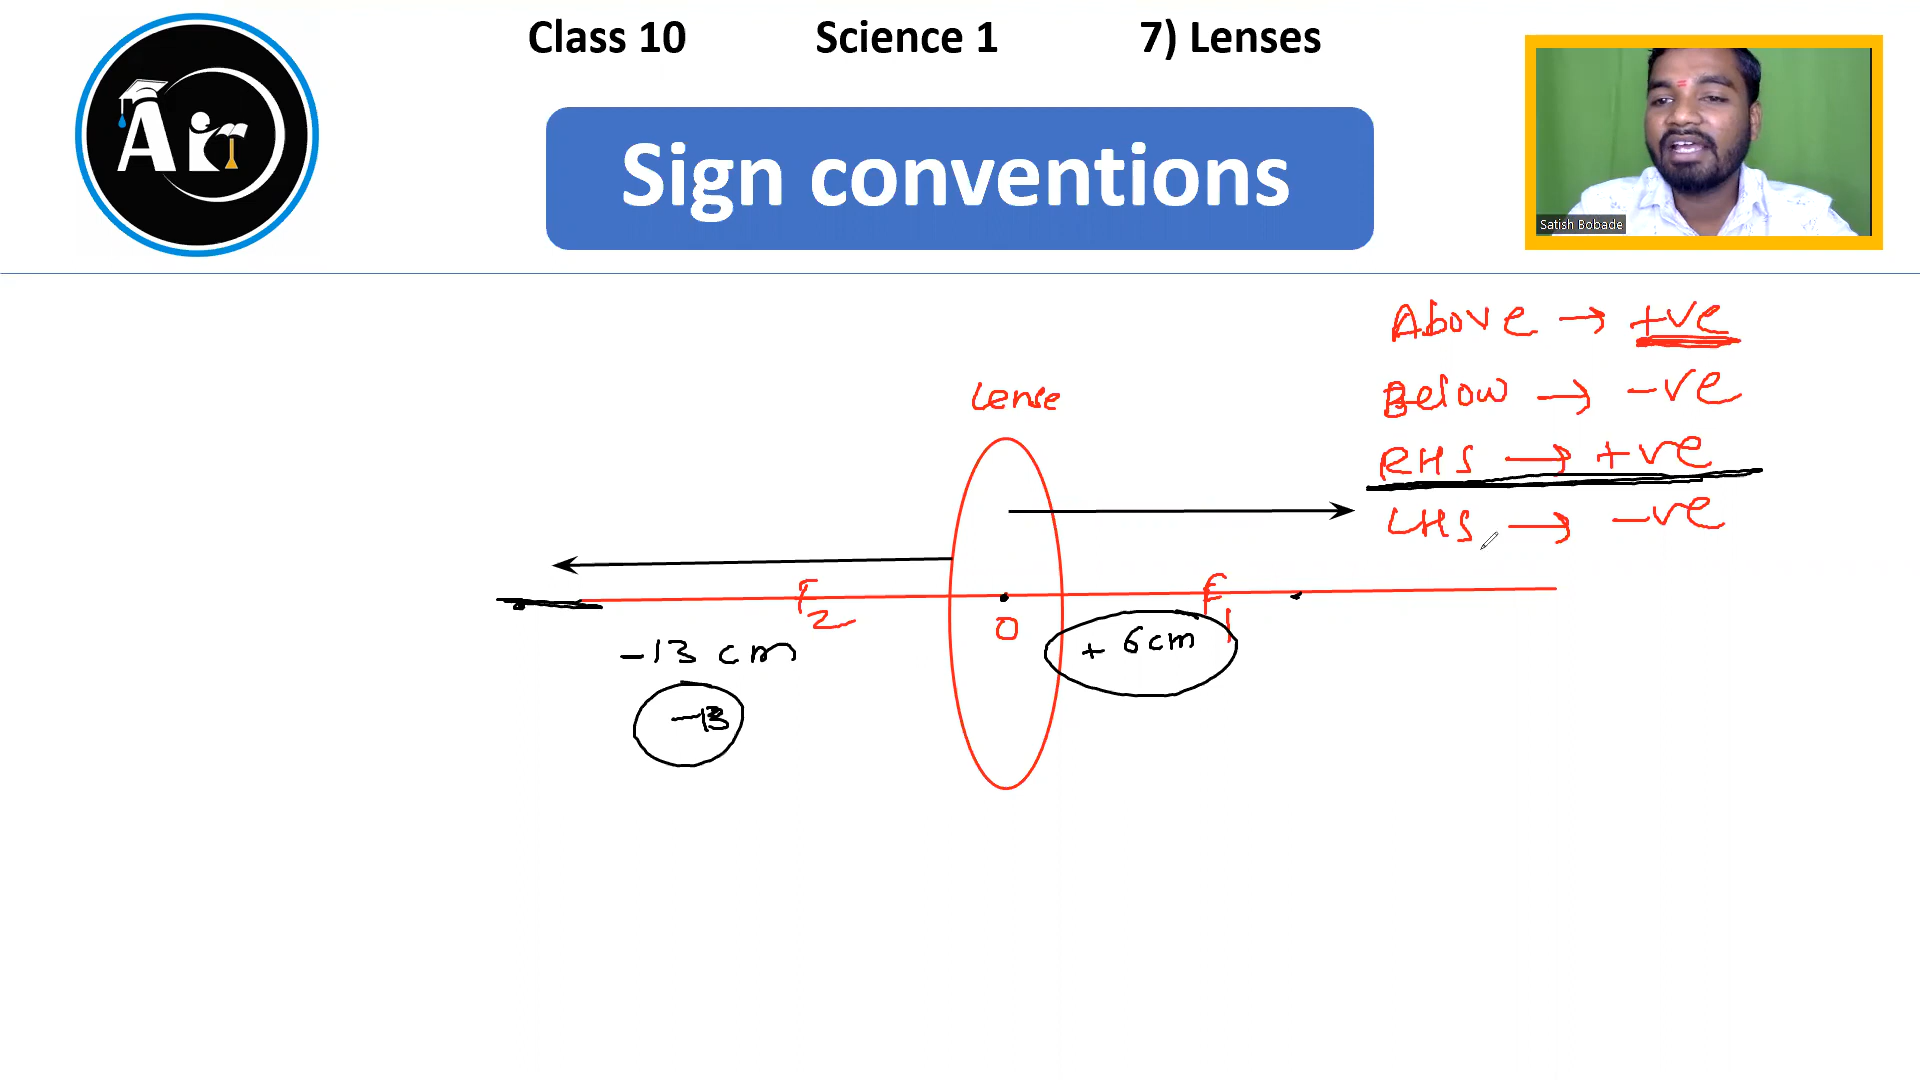 Class 10 Science 1 7) Lenses
Air
Sign conventions
Satish Bobade
Above → +ve
Below → -ve
RHS → +ve
LHS → -ve
Lense
F2
O
F1
-13 cm
+ 6cm
-13